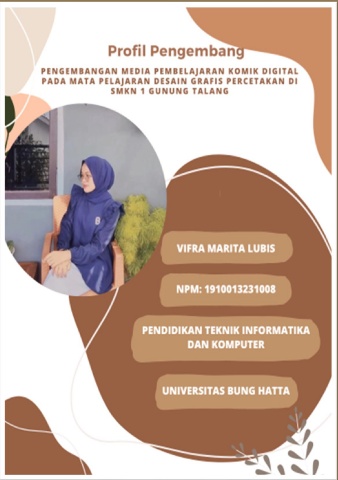 Profil Pengembang
PENGEMBANGAN MEDIA PEMBELAJARAN KOMIK DIGITAL
PADA MATA PELAJARAN DESAIN GRAFIS PERCETAKAN DI
SMKN 1 GUNUNG TALANG
VIFRA MARITA LUBIS
NPM: 1910013231008
PENDIDIKAN TEKNIK INFORMATIKA
DAN KOMPUTER
UNIVERSITAS BUNG HATTA